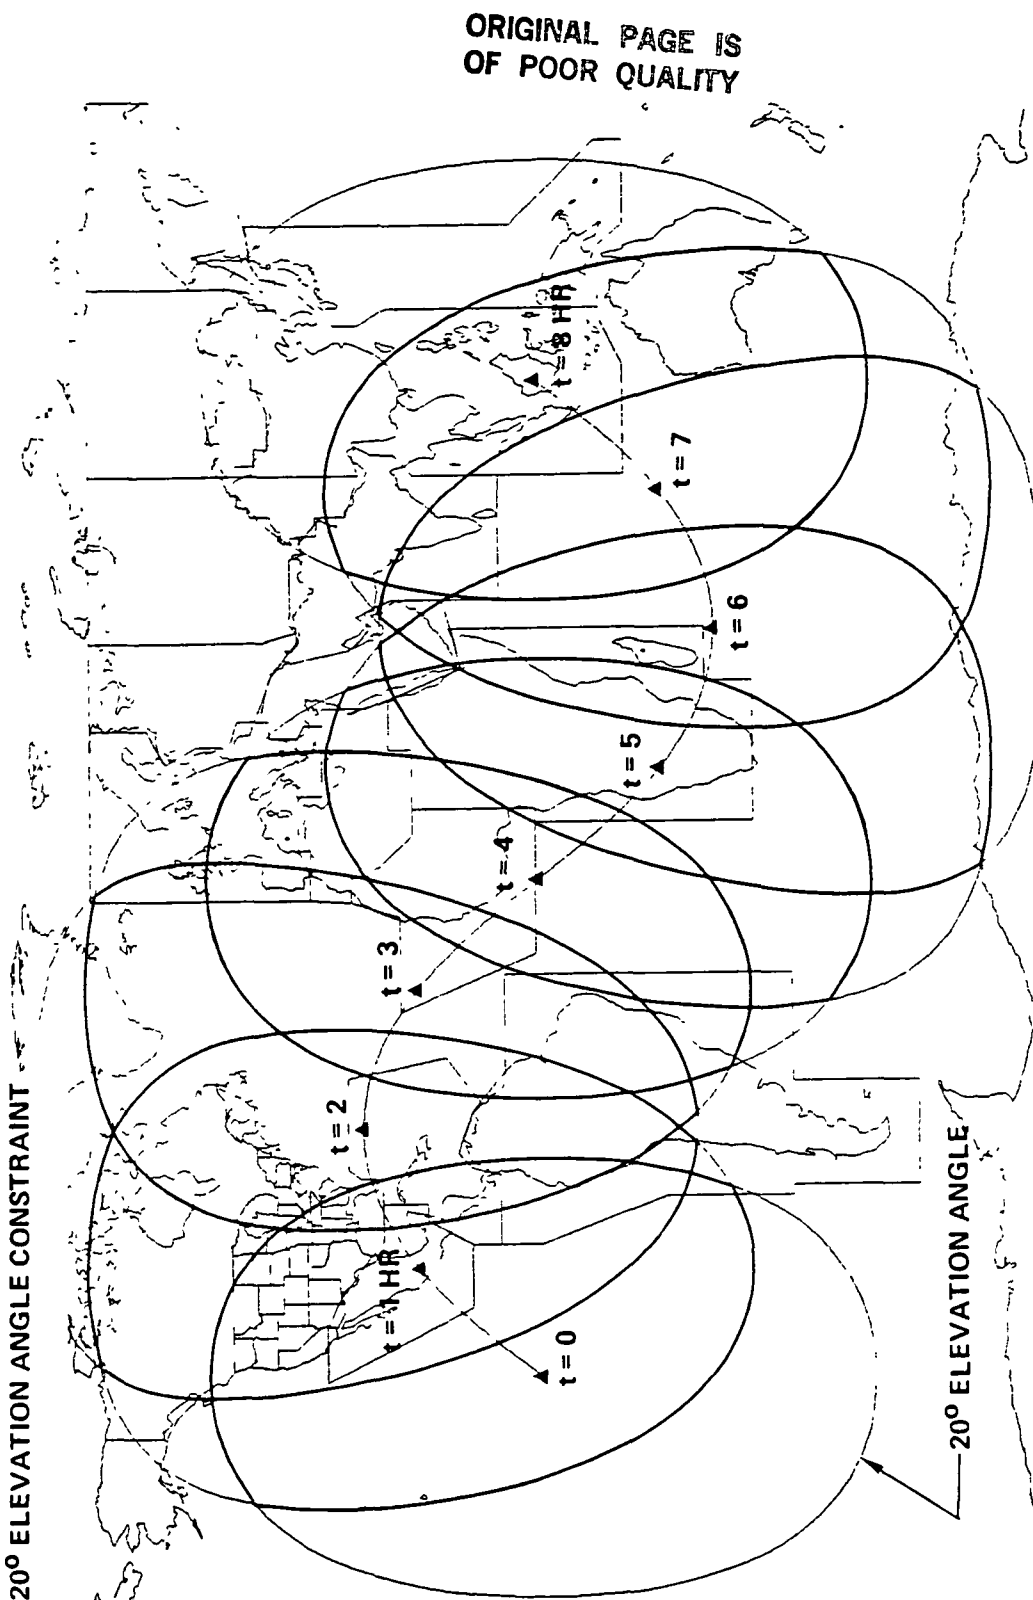 ORIGINAL PAGE IS
OF POOR QUALITY
20° ELEVATION ANGLE CONSTRAINT
t = 0
t = 1 HR
t = 2
t = 3
t = 4
t = 5
t = 6
t = 7
t = 8 HR
20° ELEVATION ANGLE